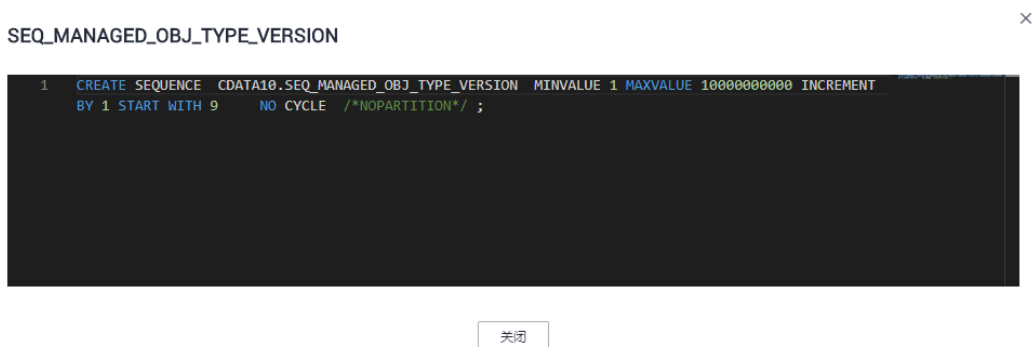 ×
SEQ_MANAGED_OBJ_TYPE_VERSION
1 CREATE SEQUENCE CDATA10.SEQ_MANAGED_OBJ_TYPE_VERSION MINVALUE 1 MAXVALUE 10000000000 INCREMENT
BY 1 START WITH 9 NO CYCLE /*NOPARTITION*/ ;
关闭